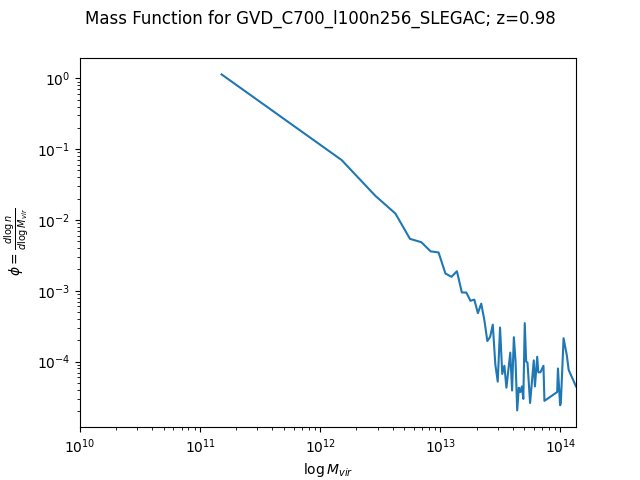 Mass Function for GVD_C700_l100n256_SLEGAC; z=0.98
10^0
10^-1
10^-2
10^-3
10^-4
ϕ = d log n / d log M_vir
10^10 10^11 10^12 10^13 10^14
log M_vir